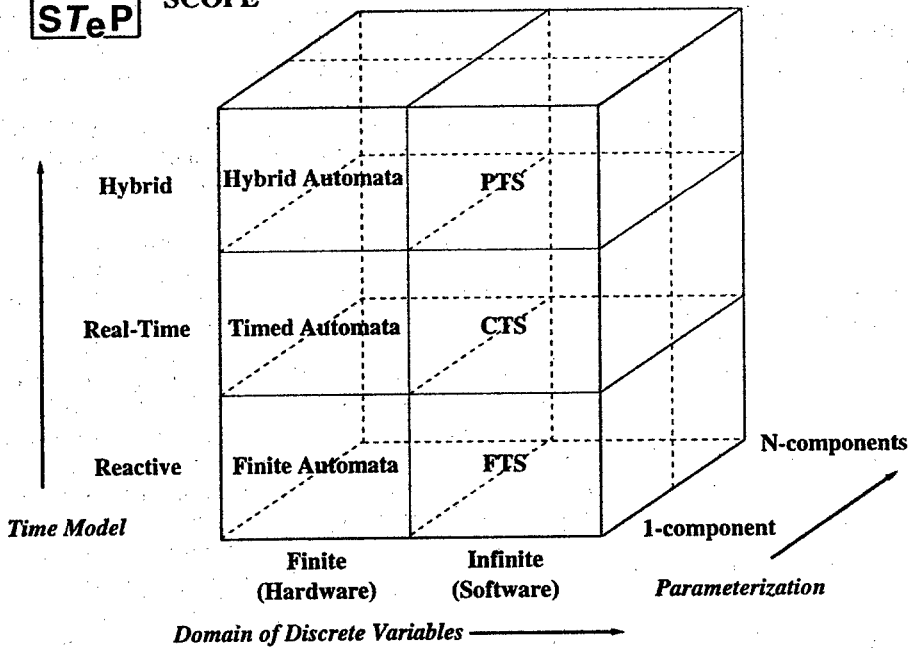 STeP SCOPE
Hybrid
Hybrid Automata
PTS
Real-Time
Timed Automata
CTS
Reactive
Finite Automata
FTS
N-components
Time Model
1-component
Finite
(Hardware)
Infinite
(Software)
Parameterization
Domain of Discrete Variables